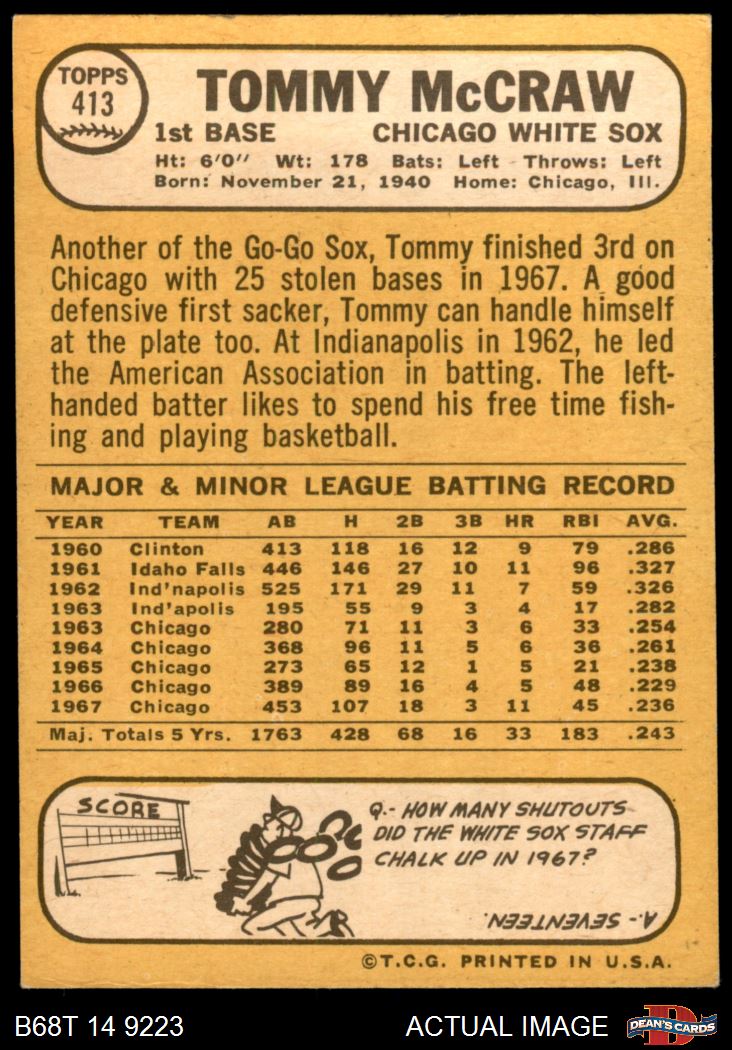 TOPPS
413
TOMMY McCRAW
1st BASE CHICAGO WHITE SOX
Ht: 6'0" Wt: 178 Bats: Left Throws: Left
Born: November 21, 1940 Home: Chicago, Ill.
Another of the Go-Go Sox, Tommy finished 3rd on
Chicago with 25 stolen bases in 1967. A good
defensive first sacker, Tommy can handle himself
at the plate too. At Indianapolis in 1962, he led
the American Association in batting. The left-
handed batter likes to spend his free time fish-
ing and playing basketball.
MAJOR & MINOR LEAGUE BATTING RECORD
YEAR TEAM AB H 2B 3B HR RBI AVG.
1960 Clinton 413 118 16 12 9 79 .286
1961 Idaho Falls 446 146 27 10 11 96 .327
1962 Ind'napolis 525 171 29 11 7 59 .326
1963 Ind'apolis 195 55 9 3 4 17 .282
1963 Chicago 280 71 11 3 6 33 .254
1964 Chicago 368 96 11 5 6 36 .261
1965 Chicago 273 65 12 1 5 21 .238
1966 Chicago 389 89 16 4 5 48 .229
1967 Chicago 453 107 18 3 11 45 .236
Maj. Totals 5 Yrs. 1763 428 68 16 33 183 .243
SCORE
Q.- HOW MANY SHUTOUTS
DID THE WHITE SOX STAFF
CHALK UP IN 1967?
A.- SEVENTEEN.
©T.C.G. PRINTED IN U.S.A.
B68T 14 9223 ACTUAL IMAGE
D
DEAN'S CARDS